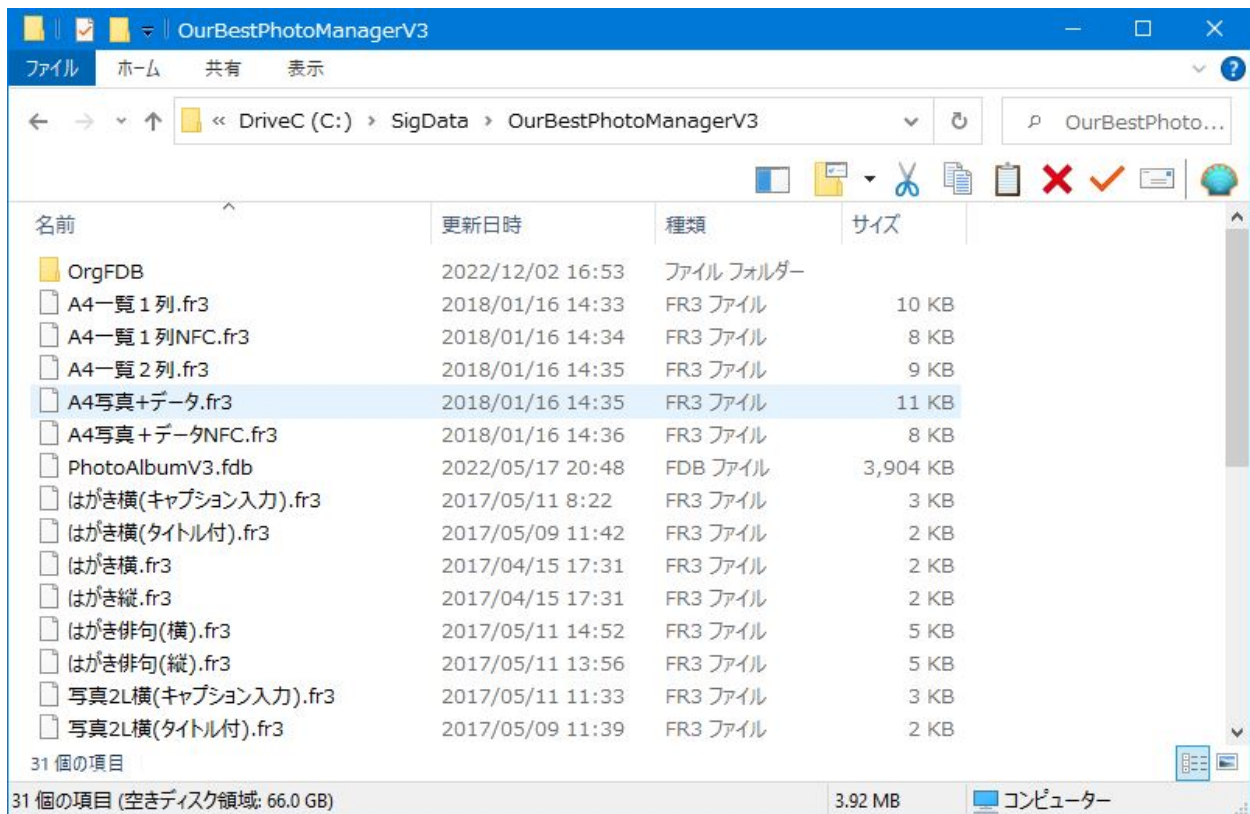 OurBestPhotoManagerV3
ファイル ホーム 共有 表示
« DriveC (C:) › SigData › OurBestPhotoManagerV3 OurBestPhoto...
名前 更新日時 種類 サイズ
OrgFDB 2022/12/02 16:53 ファイル フォルダー
A4一覧１列.fr3 2018/01/16 14:33 FR3 ファイル 10 KB
A4一覧１列NFC.fr3 2018/01/16 14:34 FR3 ファイル 8 KB
A4一覧２列.fr3 2018/01/16 14:35 FR3 ファイル 9 KB
A4写真+データ.fr3 2018/01/16 14:35 FR3 ファイル 11 KB
A4写真＋データNFC.fr3 2018/01/16 14:36 FR3 ファイル 8 KB
PhotoAlbumV3.fdb 2022/05/17 20:48 FDB ファイル 3,904 KB
はがき横(キャプション入力).fr3 2017/05/11 8:22 FR3 ファイル 3 KB
はがき横(タイトル付).fr3 2017/05/09 11:42 FR3 ファイル 2 KB
はがき横.fr3 2017/04/15 17:31 FR3 ファイル 2 KB
はがき縦.fr3 2017/04/15 17:31 FR3 ファイル 2 KB
はがき俳句(横).fr3 2017/05/11 14:52 FR3 ファイル 5 KB
はがき俳句(縦).fr3 2017/05/11 13:56 FR3 ファイル 5 KB
写真2L横(キャプション入力).fr3 2017/05/11 11:33 FR3 ファイル 3 KB
写真2L横(タイトル付).fr3 2017/05/09 11:39 FR3 ファイル 2 KB
31 個の項目
31 個の項目 (空きディスク領域: 66.0 GB) 3.92 MB コンピューター